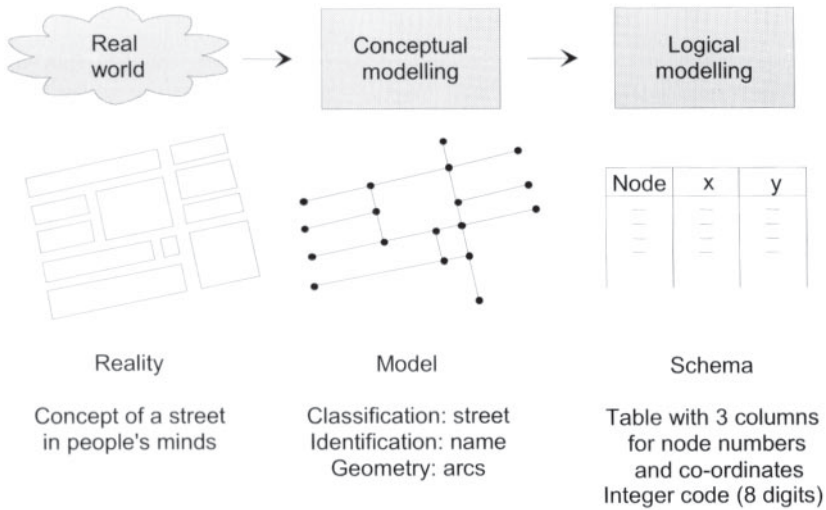 Real
world
Conceptual
modelling
Logical
modelling
Node x y
Reality
Model
Schema
Concept of a street
in people's minds
Classification: street
Identification: name
Geometry: arcs
Table with 3 columns
for node numbers
and co-ordinates
Integer code (8 digits)